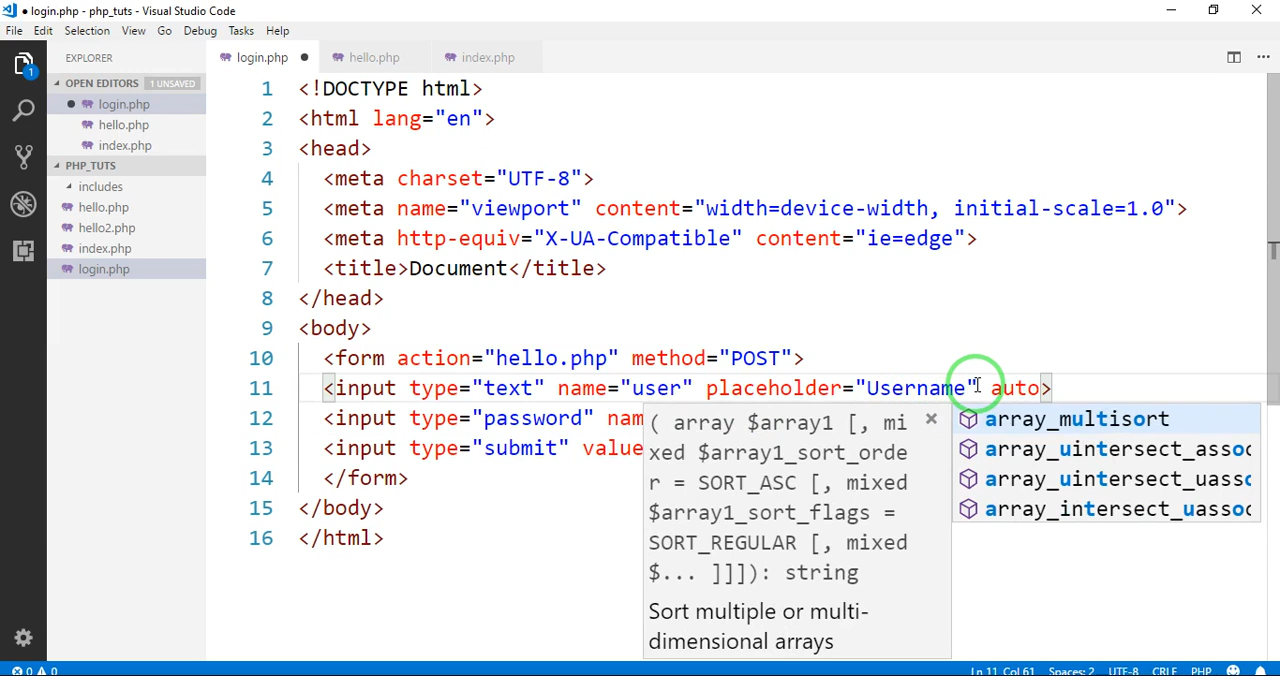 ● login.php - php_tuts - Visual Studio Code
File Edit Selection View Go Debug Tasks Help
EXPLORER
login.php ●
hello.php
index.php
1
OPEN EDITORS 1 UNSAVED
● login.php
hello.php
index.php
PHP_TUTS
includes
hello.php
hello2.php
index.php
login.php
1 <!DOCTYPE html>
2 <html lang="en">
3 <head>
4 <meta charset="UTF-8">
5 <meta name="viewport" content="width=device-width, initial-scale=1.0">
6 <meta http-equiv="X-UA-Compatible" content="ie=edge">
7 <title>Document</title>
8 </head>
9 <body>
10 <form action="hello.php" method="POST">
11 <input type="text" name="user" placeholder="Username" auto>
12 <input type="password" nam
13 <input type="submit" value
14 </form>
15 </body>
16 </html>
( array $array1 [, mi
xed $array1_sort_orde
r = SORT_ASC [, mixed
$array1_sort_flags =
SORT_REGULAR [, mixed
$... ]]]): string
Sort multiple or multi-
dimensional arrays
array_multisort
array_uintersect_assoc
array_uintersect_uassoc
array_intersect_uassoc
0 0 Ln 11, Col 61 Spaces: 2 UTF-8 CRLF PHP